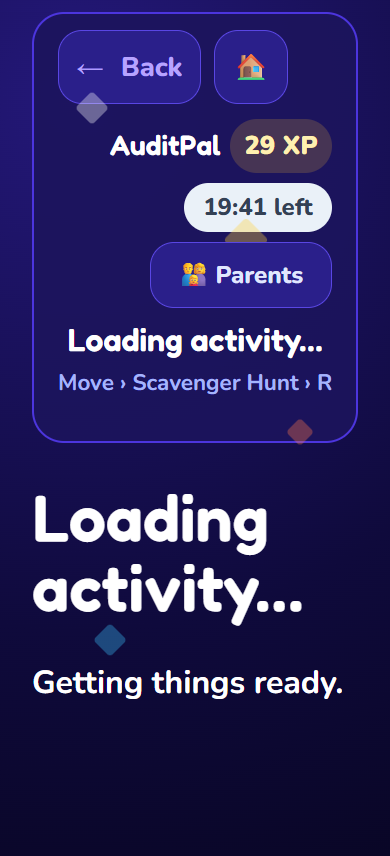 ← Back
AuditPal 29 XP
19:41 left
Parents
Loading activity...
Move › Scavenger Hunt › R
Loading
activity...
Getting things ready.